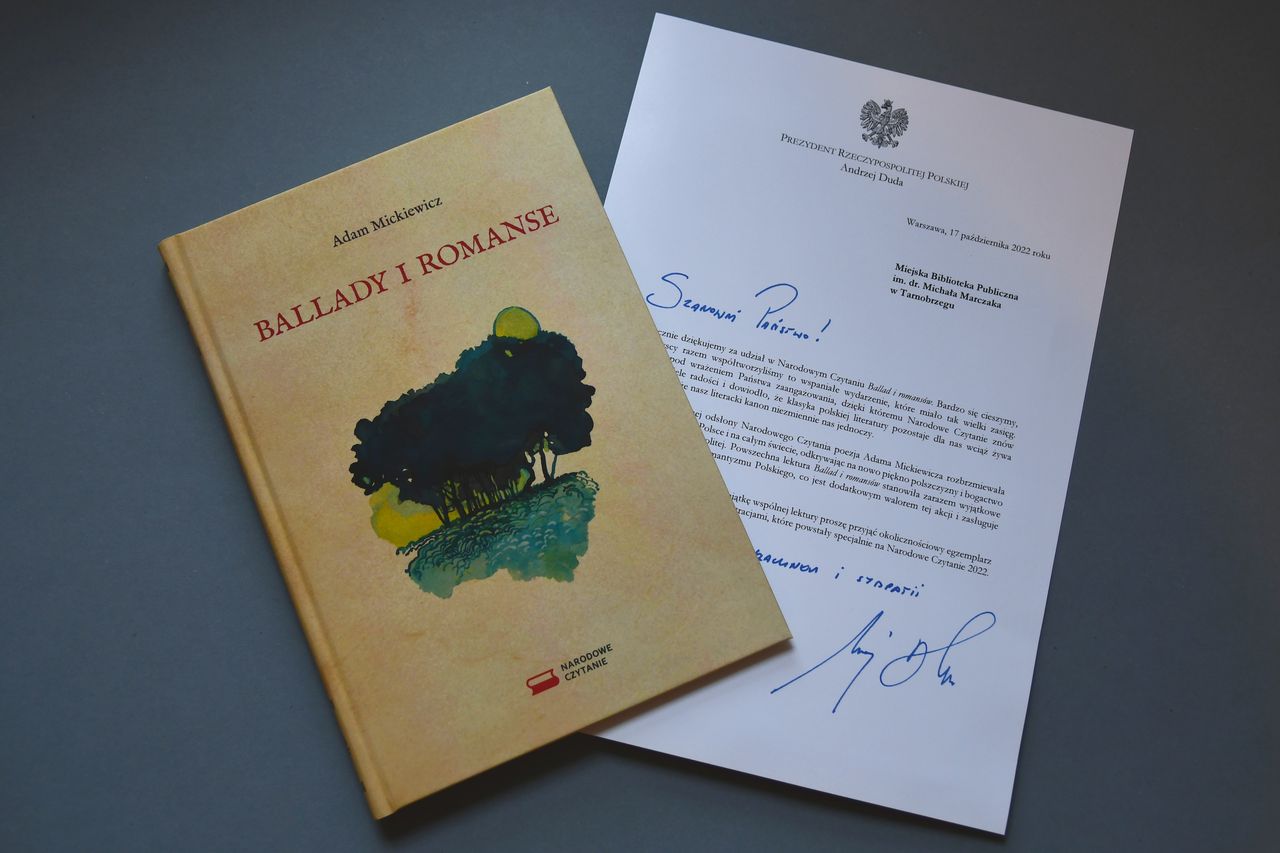 Adam Mickiewicz
BALLADY I ROMANSE
NARODOWE
CZYTANIE
PREZYDENT RZECZYPOSPOLITEJ POLSKIEJ
Andrzej Duda
Warszawa, 17 października 2022 roku
Miejska Biblioteka Publiczna
im. dr. Michała Marczaka
w Tarnobrzegu
Szanowni Państwo!
dziękujemy za udział w Narodowym Czytaniu Ballad i romansów. Bardzo się cieszymy,
razem współtworzyliśmy to wspaniałe wydarzenie, które miało tak wielki zasięg.
pod wrażeniem Państwa zaangażowania, dzięki któremu Narodowe Czytanie znów
radości i dowiodło, że klasyka polskiej literatury pozostaje dla nas wciąż żywa
nasz literacki kanon niezmiennie nas jednoczy.
odsłony Narodowego Czytania poezja Adama Mickiewicza rozbrzmiewała
Polsce i na całym świecie, odkrywając na nowo piękno polszczyzny i bogactwo
Powszechna lektura Ballad i romansów stanowiła zarazem wyjątkowe
Polskiego, co jest dodatkowym walorem tej akcji i zasługuje
wspólnej lektury proszę przyjąć okolicznościowy egzemplarz
które powstały specjalnie na Narodowe Czytanie 2022.
i sympatii